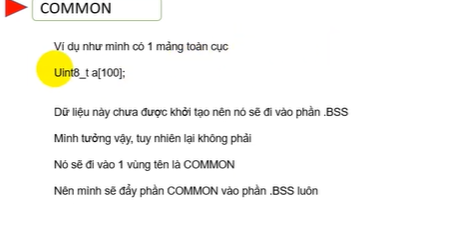 COMMON
Ví dụ như mình có 1 mảng toàn cục
Uint8_t a[100];
Dữ liệu này chưa được khởi tạo nên nó sẽ đi vào phần .BSS
Mình tưởng vậy, tuy nhiên lại không phải
Nó sẽ đi vào 1 vùng tên là COMMON
Nên mình sẽ đẩy phần COMMON vào phần .BSS luôn